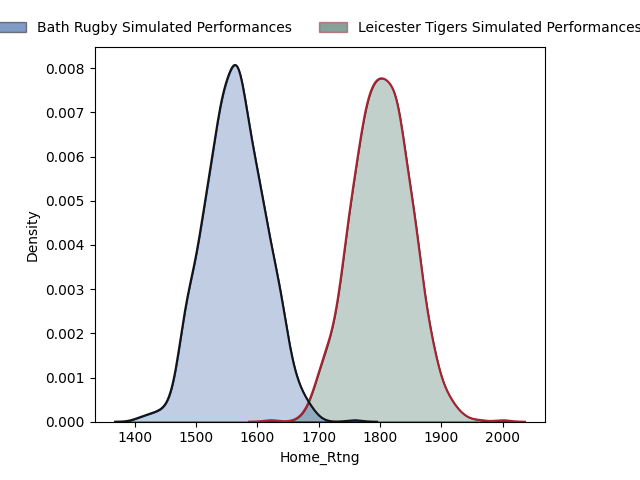 Bath Rugby Simulated Performances Leicester Tigers Simulated Performances
0.008
0.007
0.006
0.005
0.004
0.003
0.002
0.001
0.000
Density
1400 1500 1600 1700 1800 1900 2000
Home_Rtng